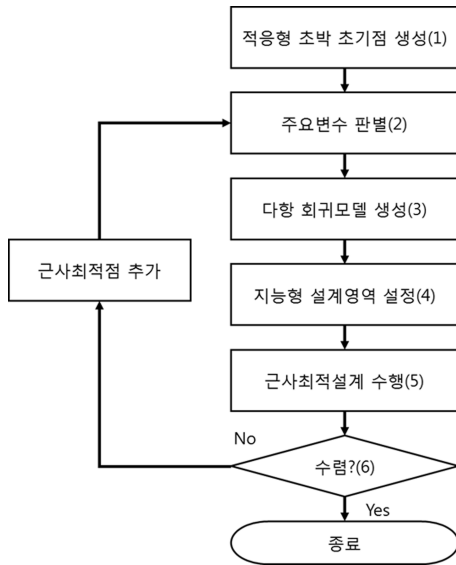 적응형 초박 초기점 생성(1)
주요변수 판별(2)
다항 회귀모델 생성(3)
근사최적점 추가
지능형 설계영역 설정(4)
근사최적설계 수행(5)
No
수렴?(6)
Yes
종료